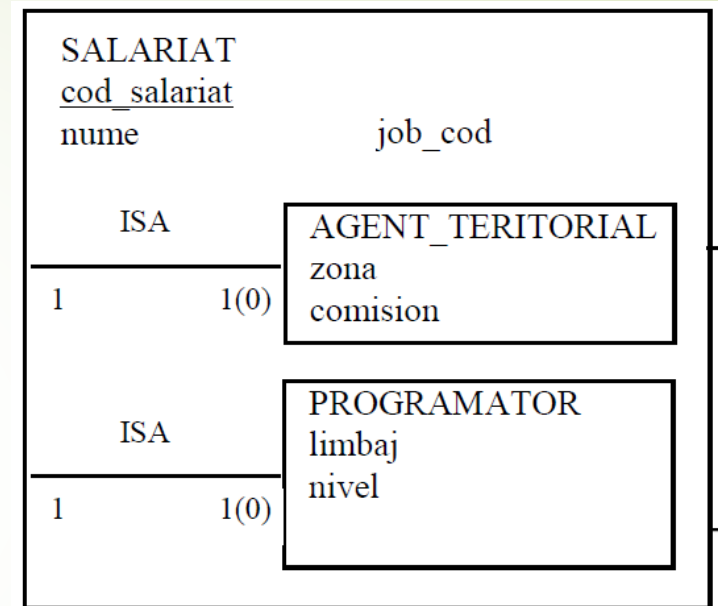 SALARIAT
cod_salariat
nume job_cod
ISA
AGENT_TERITORIAL
zona
comision
1 1(0)
ISA
PROGRAMATOR
limbaj
nivel
1 1(0)